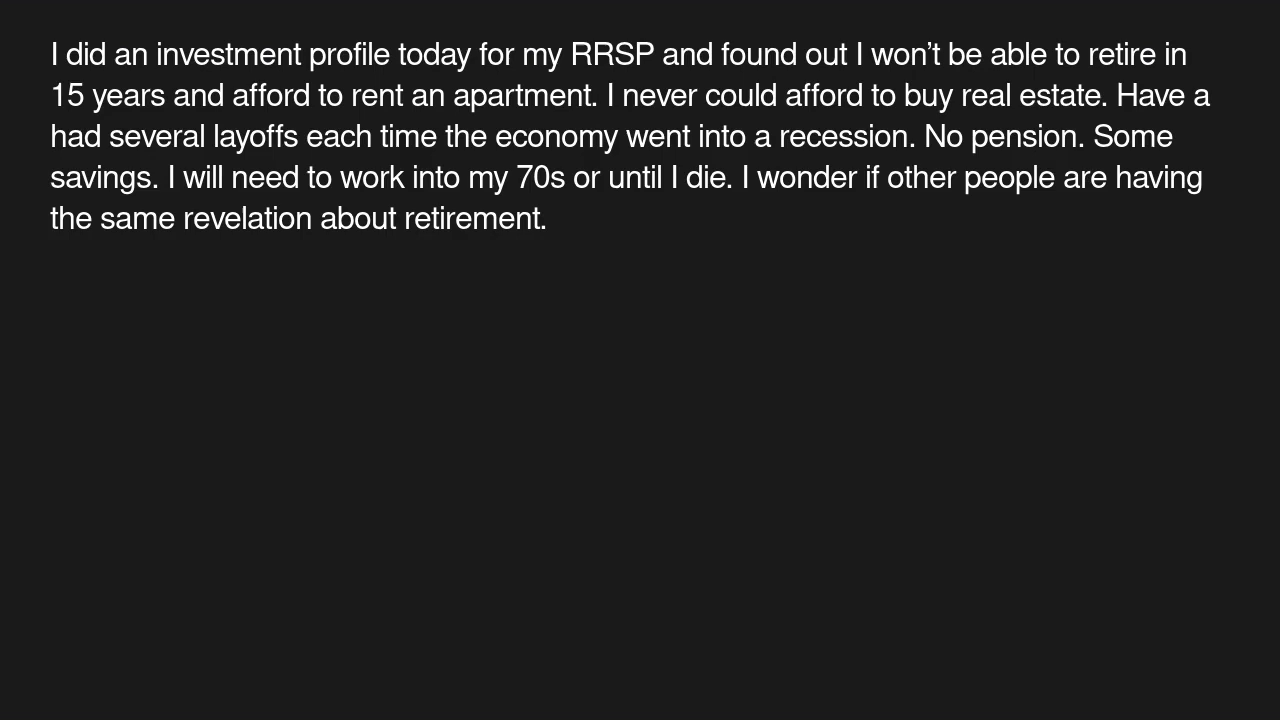 I did an investment profile today for my RRSP and found out I won’t be able to retire in
15 years and afford to rent an apartment. I never could afford to buy real estate. Have a
had several layoffs each time the economy went into a recession. No pension. Some
savings. I will need to work into my 70s or until I die. I wonder if other people are having
the same revelation about retirement.